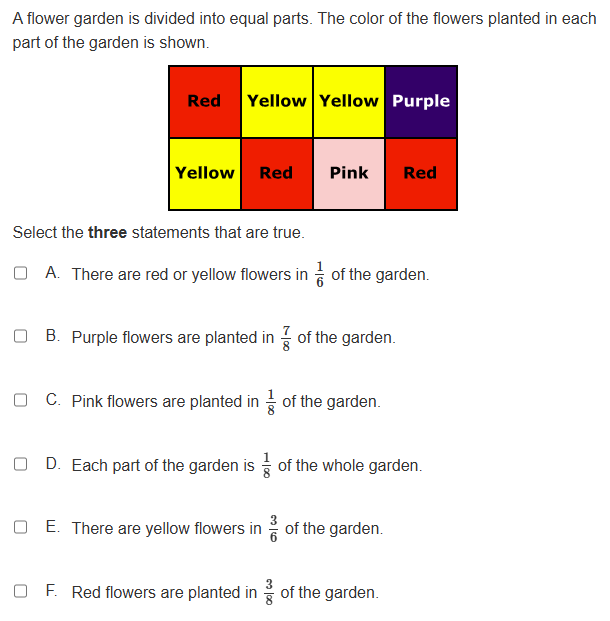 A flower garden is divided into equal parts. The color of the flowers planted in each
part of the garden is shown.
Red Yellow Yellow Purple
Yellow Red Pink Red
Select the three statements that are true.
A. There are red or yellow flowers in 1/6 of the garden.
B. Purple flowers are planted in 7/8 of the garden.
C. Pink flowers are planted in 1/8 of the garden.
D. Each part of the garden is 1/8 of the whole garden.
E. There are yellow flowers in 3/6 of the garden.
F. Red flowers are planted in 3/8 of the garden.